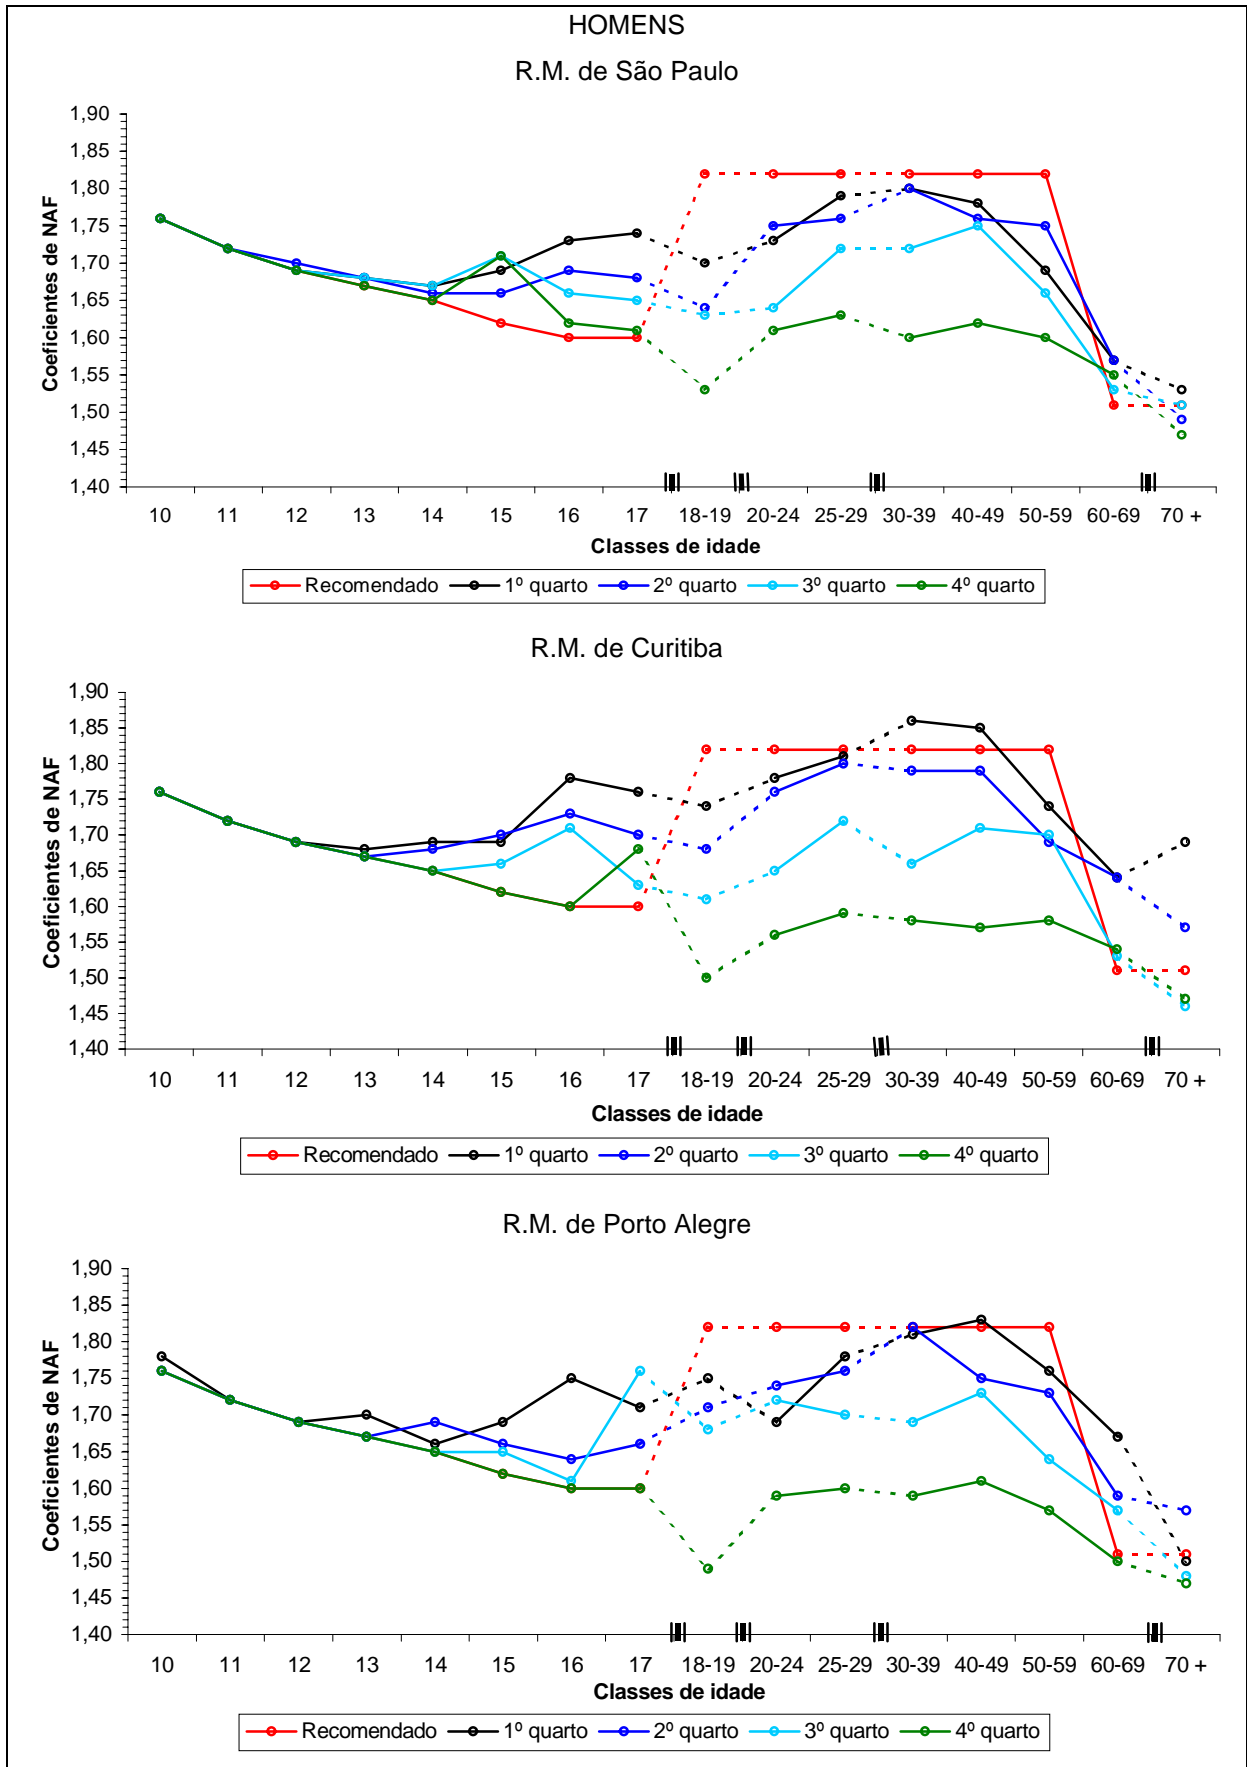 HOMENS
R.M. de São Paulo
1,90
1,85
1,80
1,75
1,70
1,65
1,60
1,55
1,50
1,45
1,40
Coeficientes de NAF
10 11 12 13 14 15 16 17 18-19 20-24 25-29 30-39 40-49 50-59 60-69 70 +
Classes de idade
Recomendado 1º quarto 2º quarto 3º quarto 4º quarto
R.M. de Curitiba
1,90
1,85
1,80
1,75
1,70
1,65
1,60
1,55
1,50
1,45
1,40
Coeficientes de NAF
10 11 12 13 14 15 16 17 18-19 20-24 25-29 30-39 40-49 50-59 60-69 70 +
Classes de idade
Recomendado 1º quarto 2º quarto 3º quarto 4º quarto
R.M. de Porto Alegre
1,90
1,85
1,80
1,75
1,70
1,65
1,60
1,55
1,50
1,45
1,40
Coeficientes de NAF
10 11 12 13 14 15 16 17 18-19 20-24 25-29 30-39 40-49 50-59 60-69 70 +
Classes de idade
Recomendado 1º quarto 2º quarto 3º quarto 4º quarto